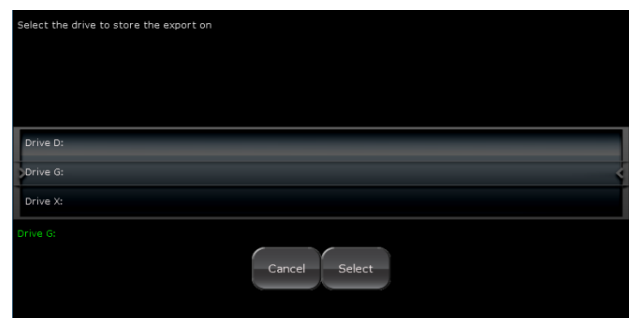 Select the drive to store the export on
Drive D:
Drive G:
Drive X:
Drive G:
Cancel Select